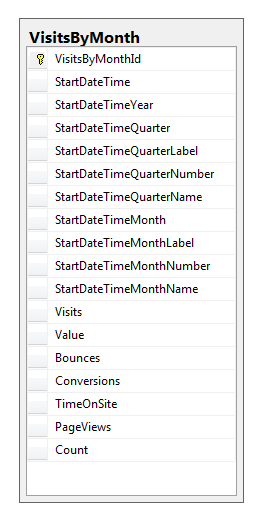 VisitsByMonth
VisitsByMonthId
StartDateTime
StartDateTimeYear
StartDateTimeQuarter
StartDateTimeQuarterLabel
StartDateTimeQuarterNumber
StartDateTimeQuarterName
StartDateTimeMonth
StartDateTimeMonthLabel
StartDateTimeMonthNumber
StartDateTimeMonthName
Visits
Value
Bounces
Conversions
TimeOnSite
PageViews
Count